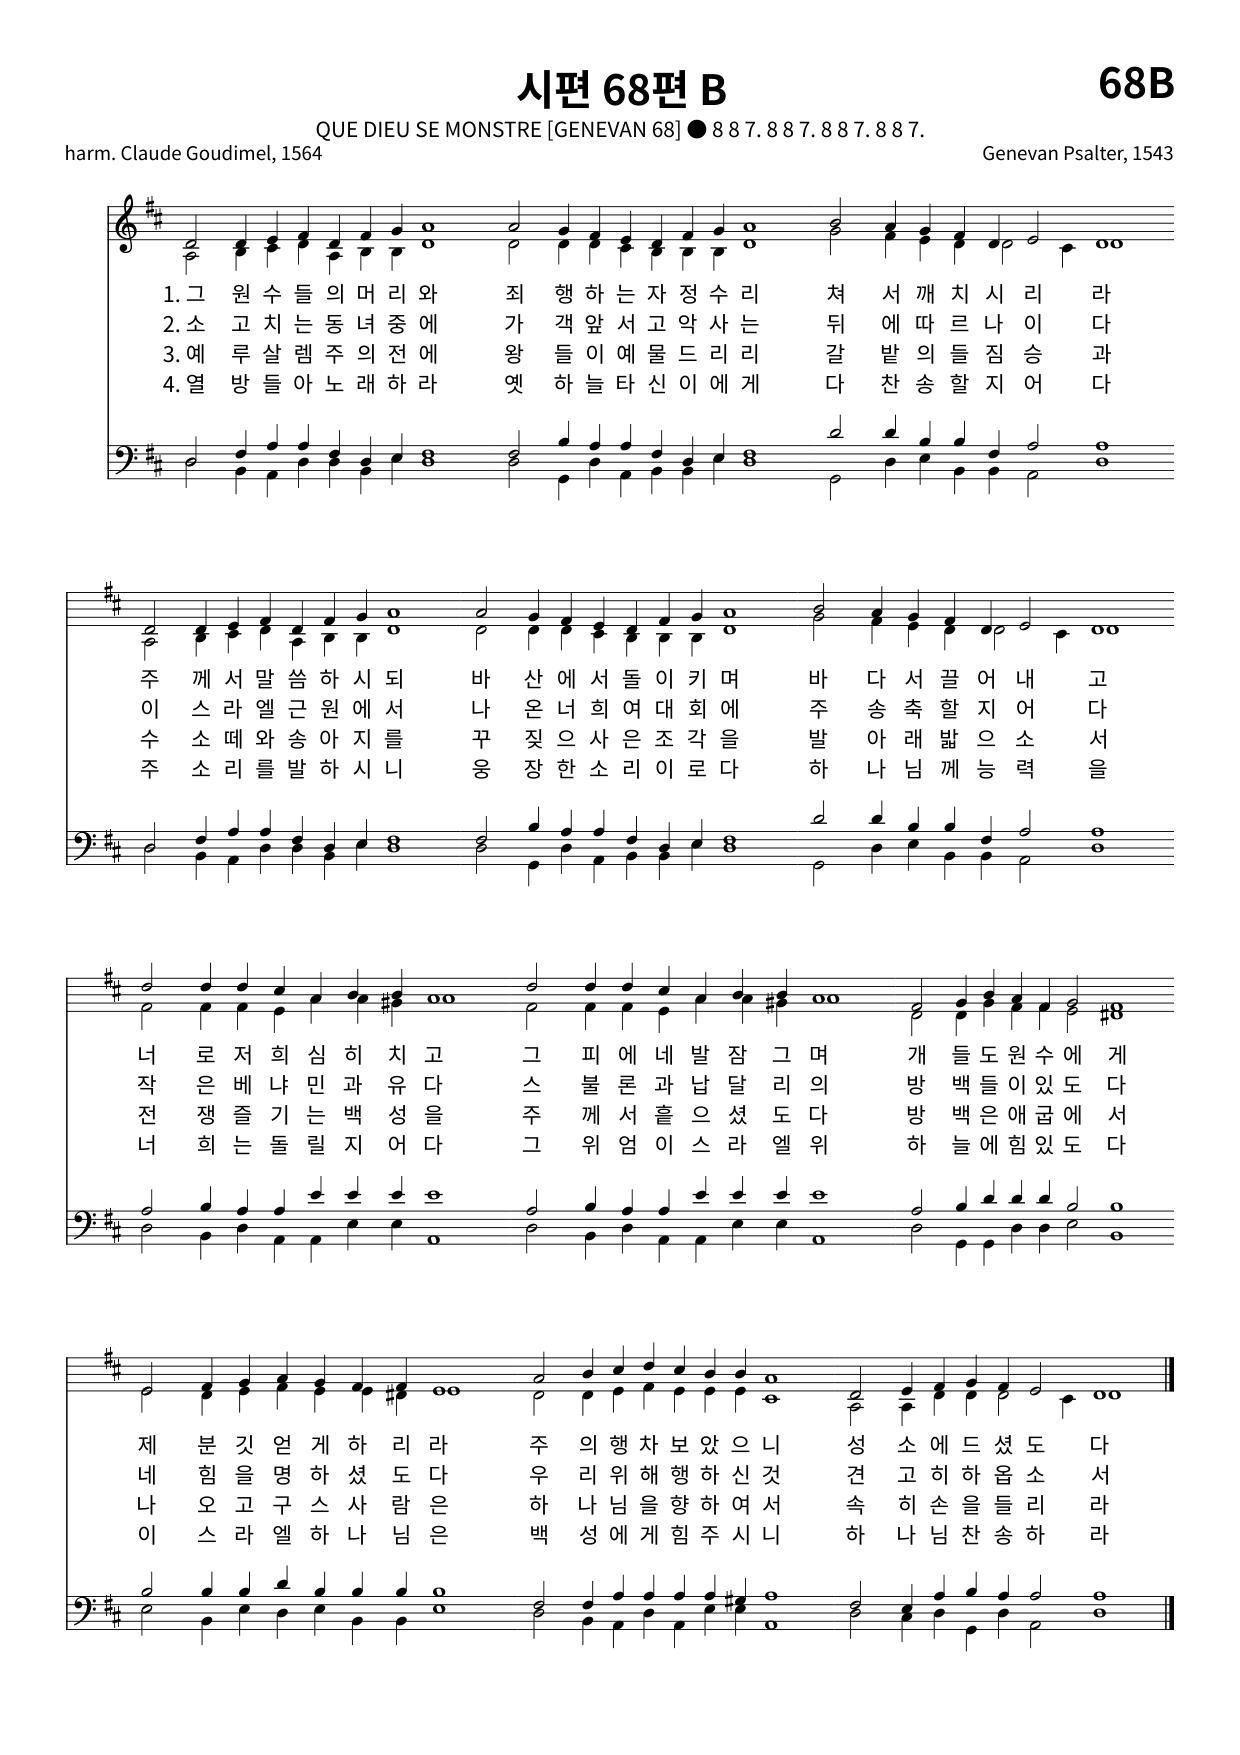 시편 68편 B
68B
QUE DIEU SE MONSTRE [GENEVAN 68] ● 8 8 7. 8 8 7. 8 8 7. 8 8 7.
harm. Claude Goudimel, 1564
Genevan Psalter, 1543
1. 그 원 수 들 의 머 리 와 죄 행 하 는 자 정 수 리 쳐 서 깨 치 시 리 라
2. 소 고 치 는 동 녀 중 에 가 객 앞 서 고 악 사 는 뒤 에 따 르 나 이 다
3. 예 루 살 렘 주 의 전 에 왕 들 이 예 물 드 리 리 갈 밭 의 들 짐 승 과
4. 열 방 들 아 노 래 하 라 옛 하 늘 타 신 이 에 게 다 찬 송 할 지 어 다
주 께 서 말 씀 하 시 되 바 산 에 서 돌 이 키 며 바 다 서 끌 어 내 고
이 스 라 엘 근 원 에 서 나 온 너 희 여 대 회 에 주 송 축 할 지 어 다
수 소 떼 와 송 아 지 를 꾸 짖 으 사 은 조 각 을 발 아 래 밟 으 소 서
주 소 리 를 발 하 시 니 웅 장 한 소 리 이 로 다 하 나 님 께 능 력 을
너 로 저 희 심 히 치 고 그 피 에 네 발 잠 그 며 개 들 도 원 수 에 게
작 은 베 냐 민 과 유 다 스 불 론 과 납 달 리 의 방 백 들 이 있 도 다
전 쟁 즐 기 는 백 성 을 주 께 서 흩 으 셨 도 다 방 백 은 애 굽 에 서
너 희 는 돌 릴 지 어 다 그 위 엄 이 스 라 엘 위 하 늘 에 힘 있 도 다
제 분 깃 얻 게 하 리 라 주 의 행 차 보 았 으 니 성 소 에 드 셨 도 다
네 힘 을 명 하 셨 도 다 우 리 위 해 행 하 신 것 견 고 히 하 옵 소 서
나 오 고 구 스 사 람 은 하 나 님 을 향 하 여 서 속 히 손 을 들 리 라
이 스 라 엘 하 나 님 은 백 성 에 게 힘 주 시 니 하 나 님 찬 송 하 라